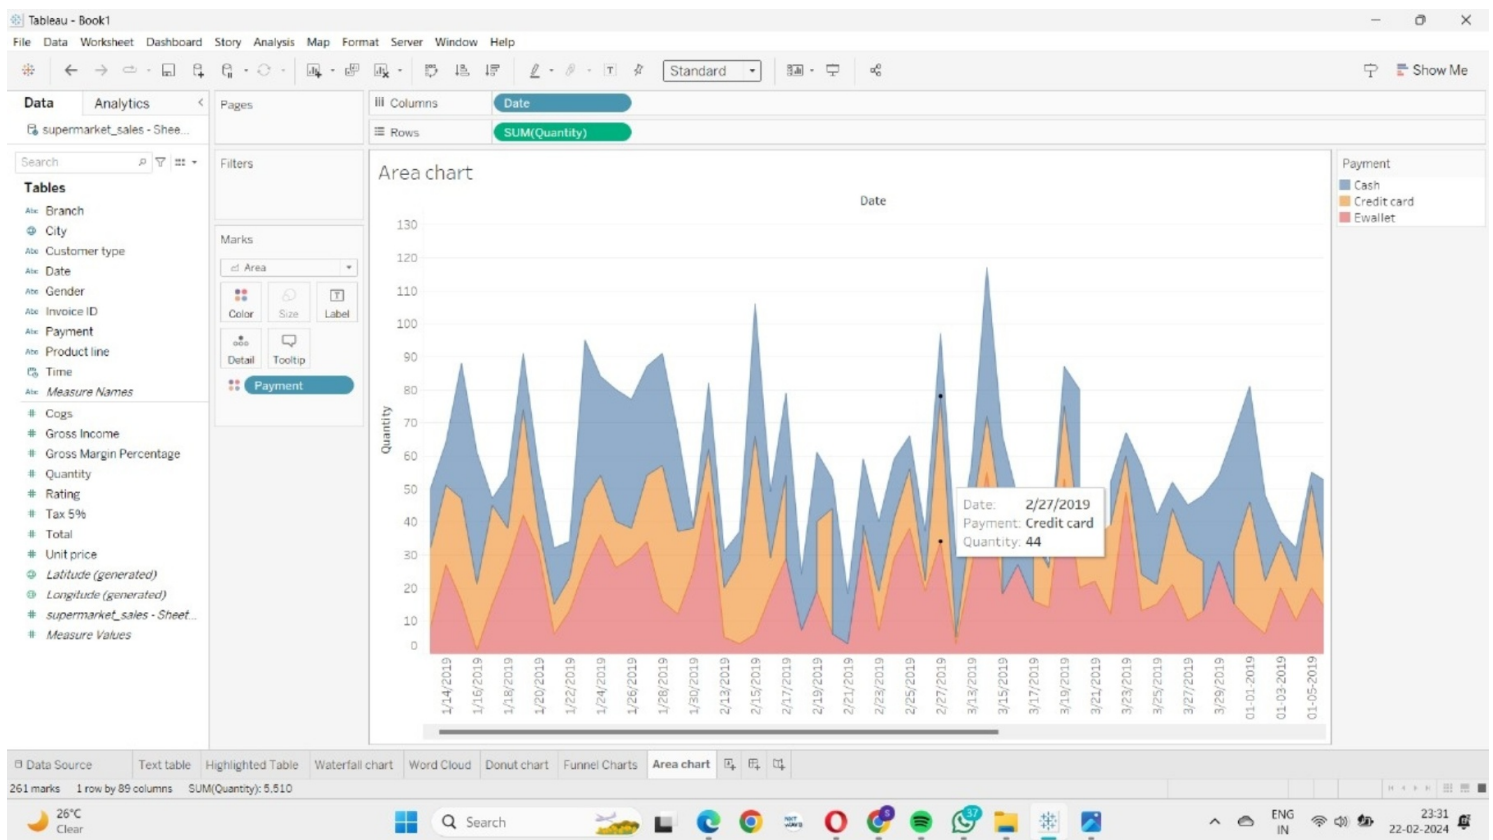 Tableau - Book1
File Data Worksheet Dashboard Story Analysis Map Format Server Window Help
Standard
Show Me
Data Analytics
supermarket_sales - Shee...
Search
Tables
Abc Branch
City
Abc Customer type
Abc Date
Abc Gender
Abc Invoice ID
Abc Payment
Abc Product line
Time
Abc Measure Names
# Cogs
# Gross Income
# Gross Margin Percentage
# Quantity
# Rating
# Tax 5%
# Total
# Unit price
Latitude (generated)
Longitude (generated)
# supermarket_sales - Sheet...
# Measure Values
Pages
Filters
Marks
Area
Color Size Label
Detail Tooltip
Payment
Columns Date
Rows SUM(Quantity)
Area chart
Date
Quantity
130
120
110
100
90
80
70
60
50
40
30
20
10
0
Date: 2/27/2019
Payment: Credit card
Quantity: 44
1/14/2019
1/16/2019
1/18/2019
1/20/2019
1/22/2019
1/24/2019
1/26/2019
1/28/2019
1/30/2019
2/13/2019
2/15/2019
2/17/2019
2/19/2019
2/21/2019
2/23/2019
2/25/2019
2/27/2019
3/13/2019
3/15/2019
3/17/2019
3/19/2019
3/21/2019
3/23/2019
3/25/2019
3/27/2019
3/29/2019
01-01-2019
01-03-2019
01-05-2019
Payment
Cash
Credit card
Ewallet
Data Source Text table Highlighted Table Waterfall chart Word Cloud Donut chart Funnel Charts Area chart
261 marks 1 row by 89 columns SUM(Quantity): 5,510
26°C
Clear
Search
37
ENG
IN
23:31
22-02-2024